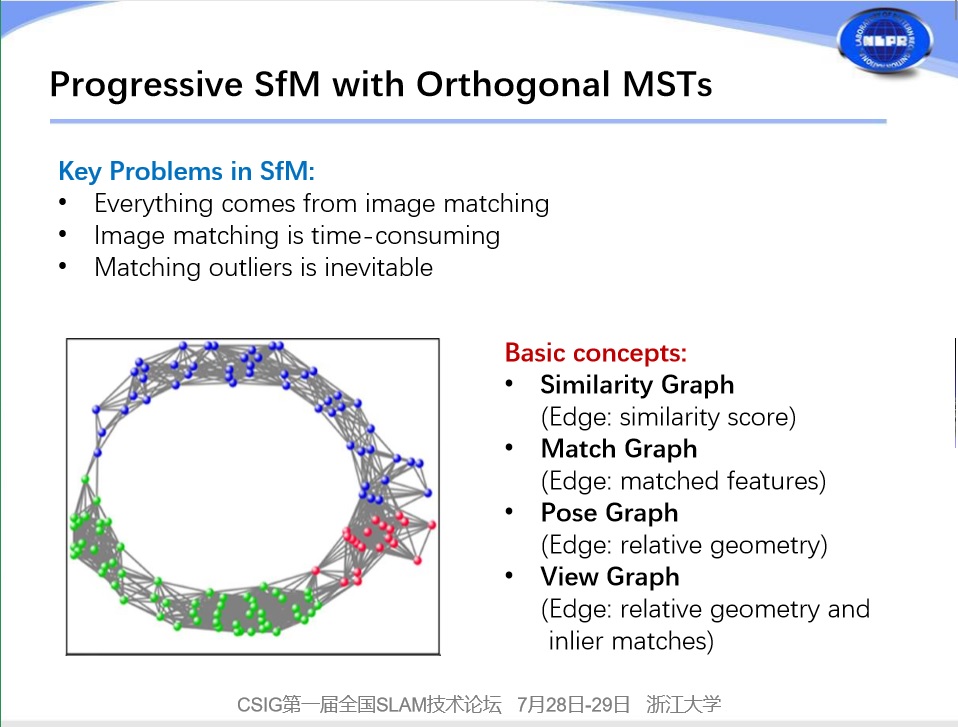 NLPR
Progressive SfM with Orthogonal MSTs
Key Problems in SfM:
• Everything comes from image matching
• Image matching is time-consuming
• Matching outliers is inevitable
Basic concepts:
• Similarity Graph
(Edge: similarity score)
• Match Graph
(Edge: matched features)
• Pose Graph
(Edge: relative geometry)
• View Graph
(Edge: relative geometry and
inlier matches)
CSIG第一届全国SLAM技术论坛 7月28日-29日 浙江大学